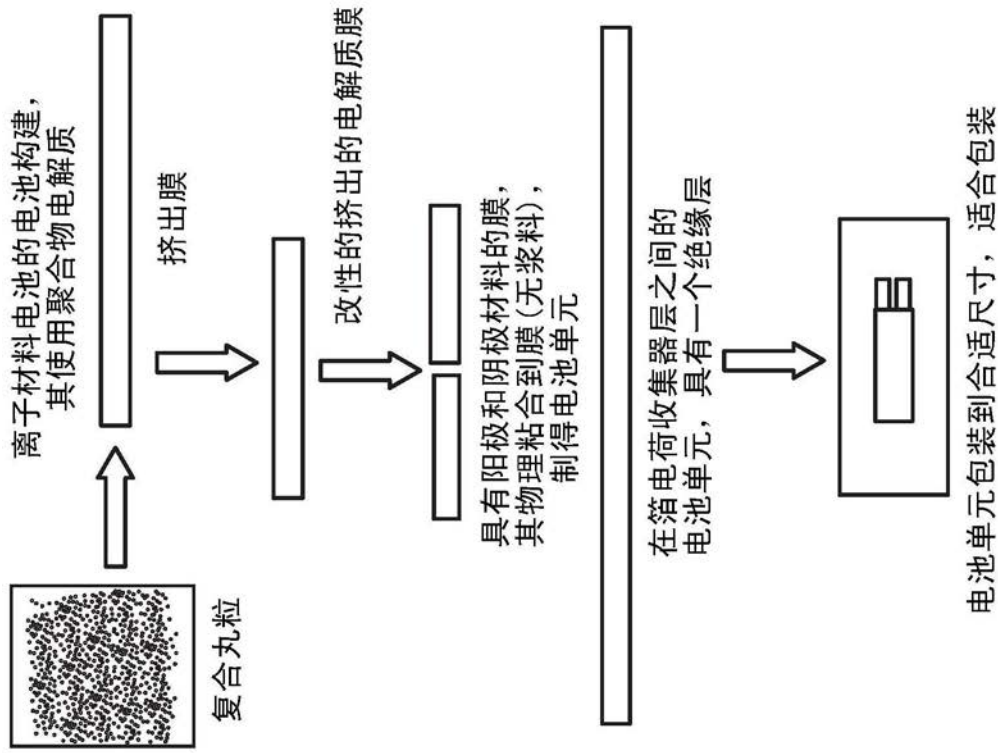 离子材料电池的电池构建，
其使用聚合物电解质
复合丸粒
挤出膜
改性的挤出的电解质膜
具有阳极和阴极材料的膜，
其物理粘合到膜（无浆料），
制得电池单元
在箔电荷收集器层之间的
电池单元，具有一个绝缘层
电池单元包装到合适尺寸，适合包装